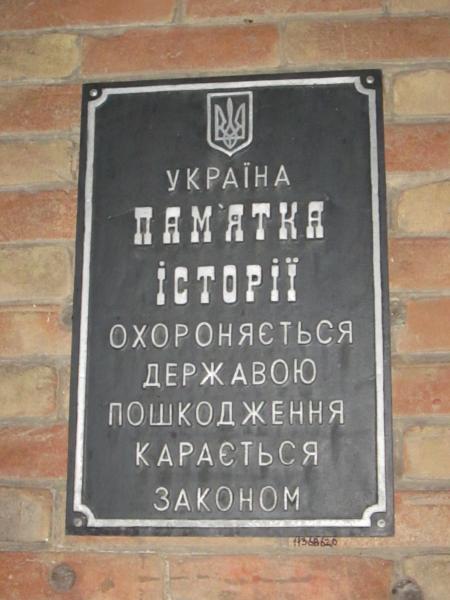 УКРАЇНА
ПАМ'ЯТКА
ІСТОРІЇ
ОХОРОНЯЄТЬСЯ
ДЕРЖАВОЮ
ПОШКОДЖЕННЯ
КАРАЄТЬСЯ
ЗАКОНОМ